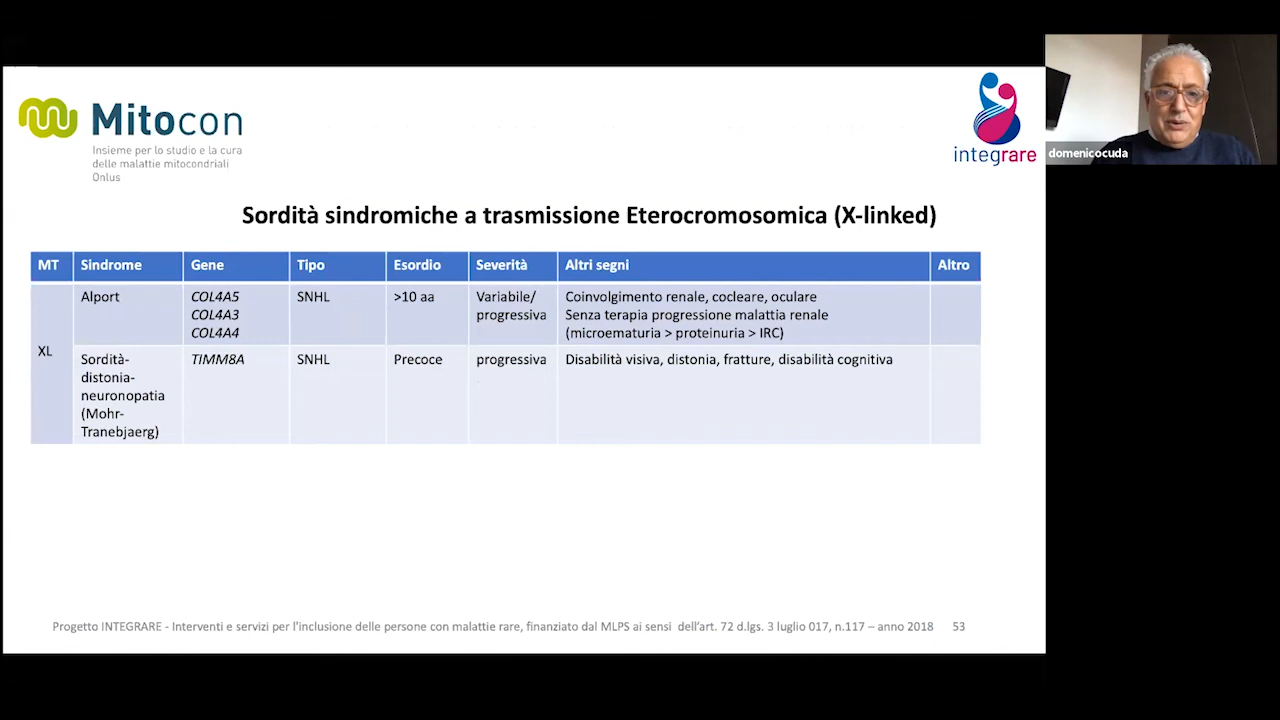 Mitocon
Insieme per lo studio e la cura
delle malattie mitocondriali
Onlus
integrare
domenicocuda
Sordità sindromiche a trasmissione Eterocromosomica (X-linked)
MT Sindrome Gene Tipo Esordio Severità Altri segni Altro
XL
Alport
COL4A5
COL4A3
COL4A4
SNHL
>10 aa
Variabile/
progressiva
Coinvolgimento renale, cocleare, oculare
Senza terapia progressione malattia renale
(microematuria > proteinuria > IRC)
Sordità-
distonia-
neuronopatia
(Mohr-
Tranebjaerg)
TIMM8A
SNHL
Precoce
progressiva
Disabilità visiva, distonia, fratture, disabilità cognitiva
Progetto INTEGRARE - Interventi e servizi per l'inclusione delle persone con malattie rare, finanziato dal MLPS ai sensi dell'art. 72 d.lgs. 3 luglio 017, n.117 – anno 2018 53